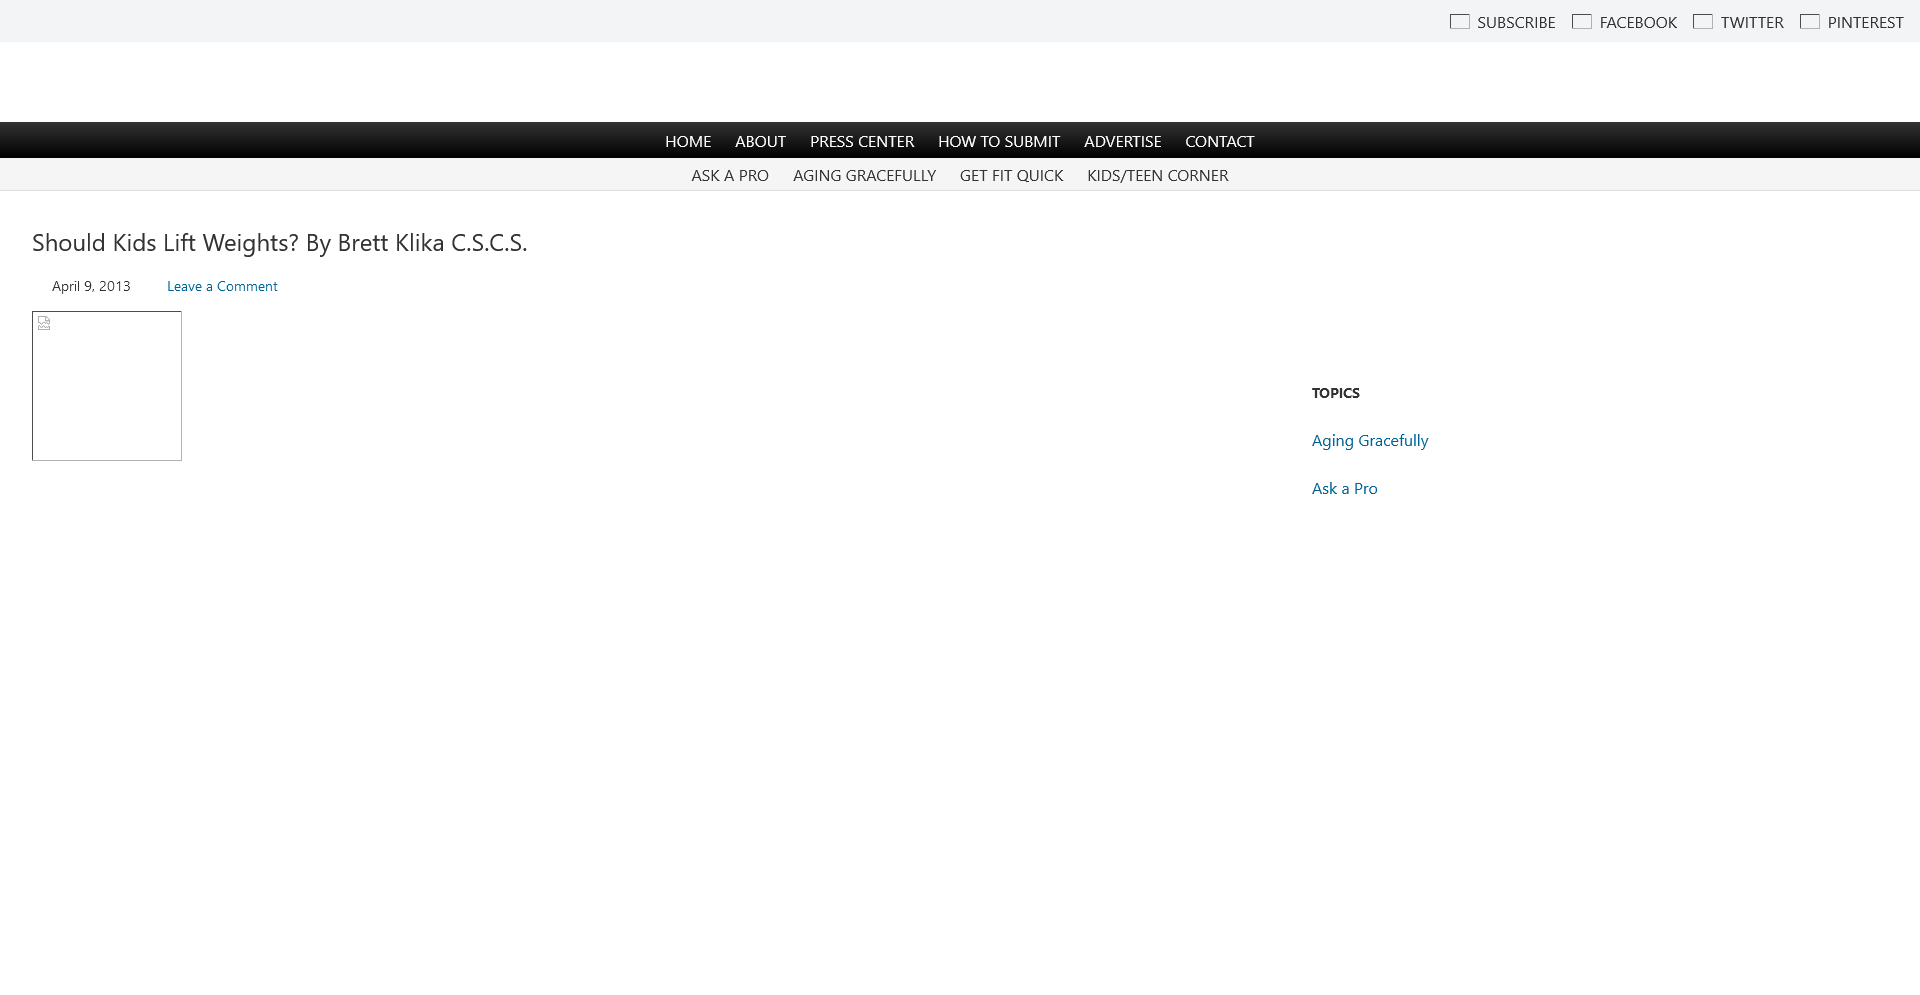 SUBSCRIBE FACEBOOK TWITTER PINTEREST
HOME ABOUT PRESS CENTER HOW TO SUBMIT ADVERTISE CONTACT
ASK A PRO AGING GRACEFULLY GET FIT QUICK KIDS/TEEN CORNER
Should Kids Lift Weights? By Brett Klika C.S.C.S.
April 9, 2013 Leave a Comment
TOPICS
Aging Gracefully
Ask a Pro